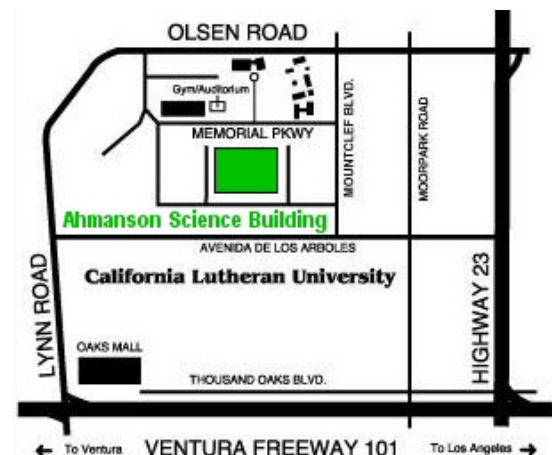 OLSEN ROAD
Gym/Auditorium
MEMORIAL PKWY
MOUNTCLEF BLVD.
MOORPARK ROAD
Ahmanson Science Building
AVENIDA DE LOS ARBOLES
California Lutheran University
LYNN ROAD
HIGHWAY 23
OAKS MALL
THOUSAND OAKS BLVD.
← To Ventura VENTURA FREEWAY 101 To Los Angeles →